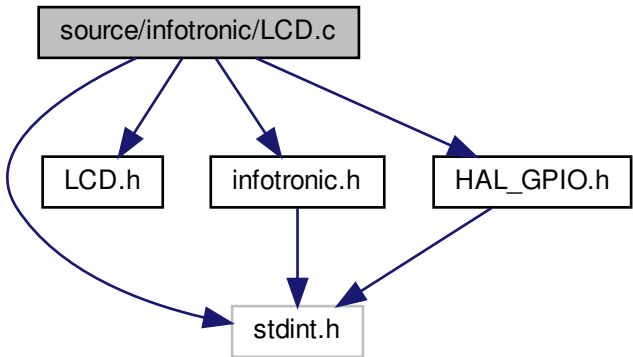 source/infotronic/LCD.c
LCD.h
infotronic.h
HAL_GPIO.h
stdint.h